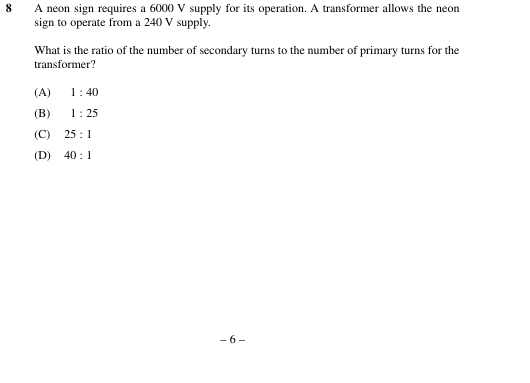 8 A neon sign requires a 6000 V supply for its operation. A transformer allows the neon
sign to operate from a 240 V supply.
What is the ratio of the number of secondary turns to the number of primary turns for the
transformer?
(A) 1 : 40
(B) 1 : 25
(C) 25 : 1
(D) 40 : 1
– 6 –